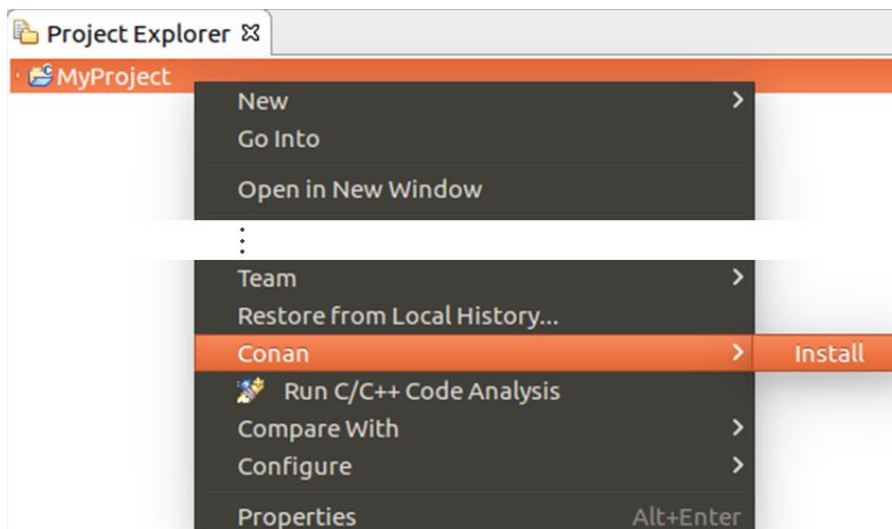 Project Explorer
MyProject
New
Go Into
Open in New Window
Team
Restore from Local History...
Conan
Install
Run C/C++ Code Analysis
Compare With
Configure
Properties Alt+Enter